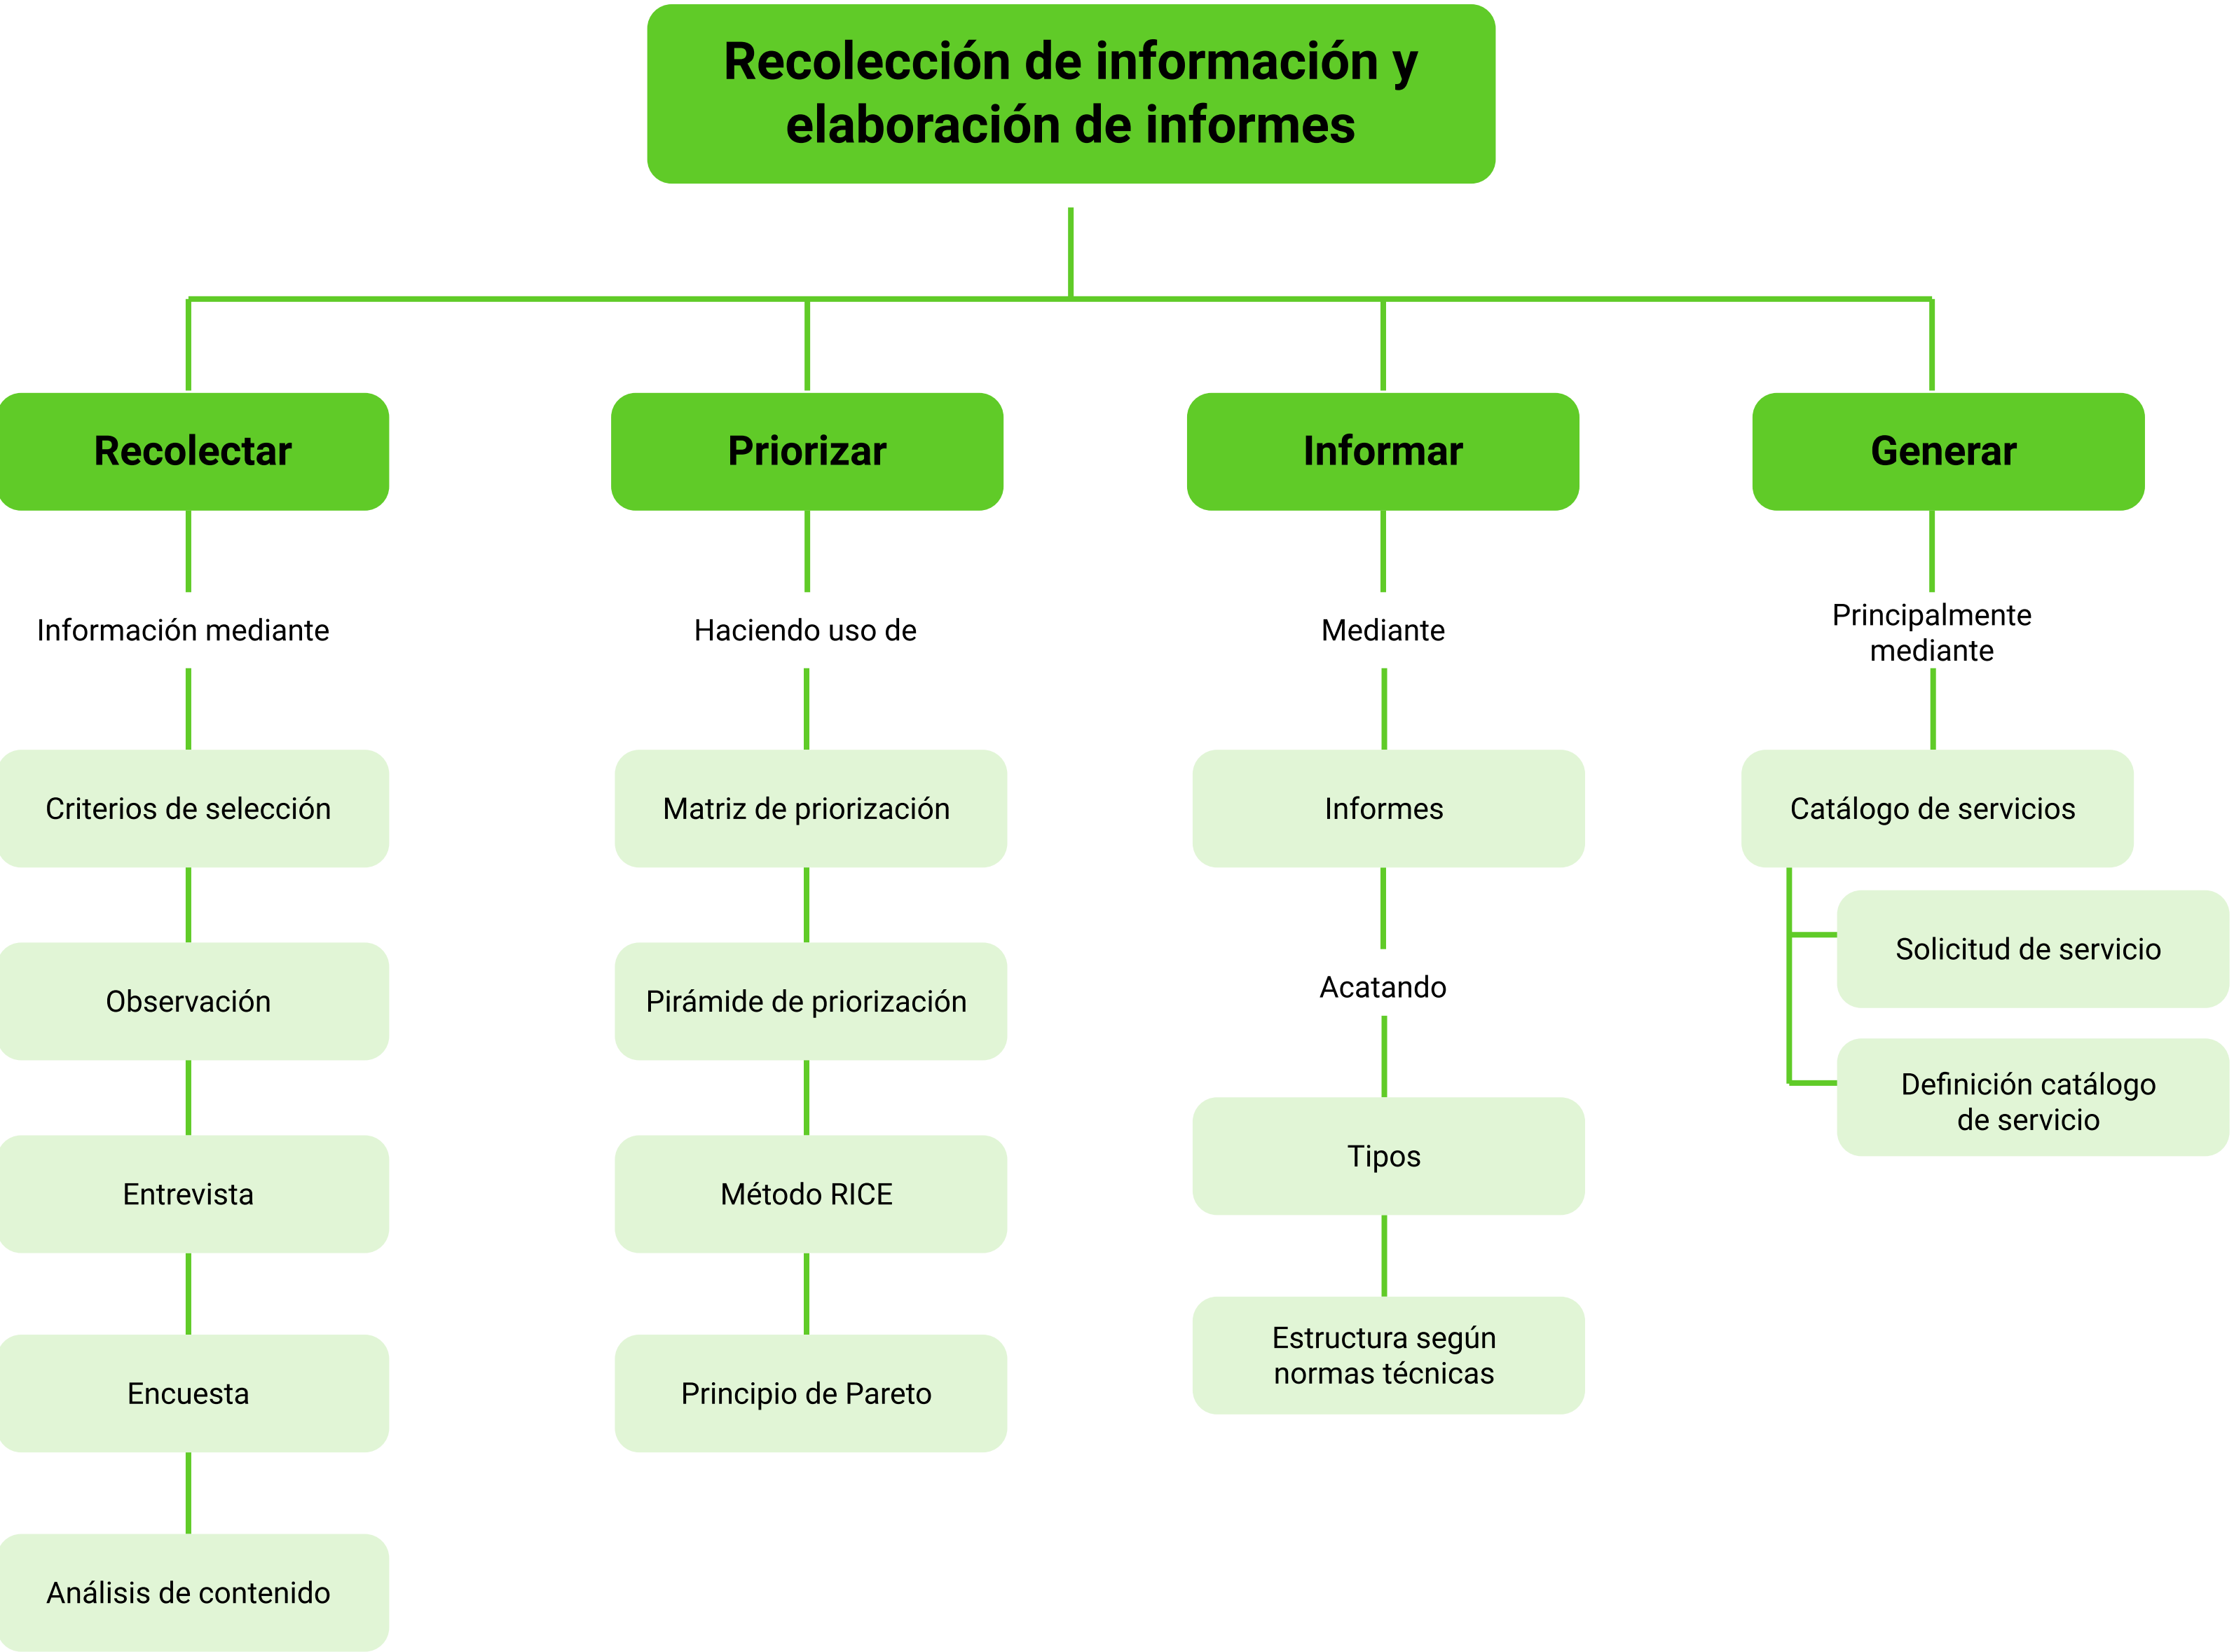 Recolección de información y
elaboración de informes
Recolectar
Información mediante
Criterios de selección
Observación
Entrevista
Encuesta
Análisis de contenido
Priorizar
Haciendo uso de
Matriz de priorización
Pirámide de priorización
Método RICE
Principio de Pareto
Informar
Mediante
Informes
Acatando
Tipos
Estructura según
normas técnicas
Generar
Principalmente
mediante
Catálogo de servicios
Solicitud de servicio
Definición catálogo
de servicio